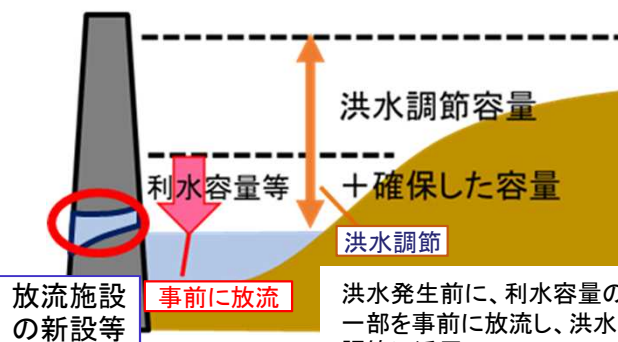 洪水調節容量
利水容量等
＋確保した容量
洪水調節
事前に放流
放流施設
の新設等
洪水発生前に、利水容量の
一部を事前に放流し、洪水